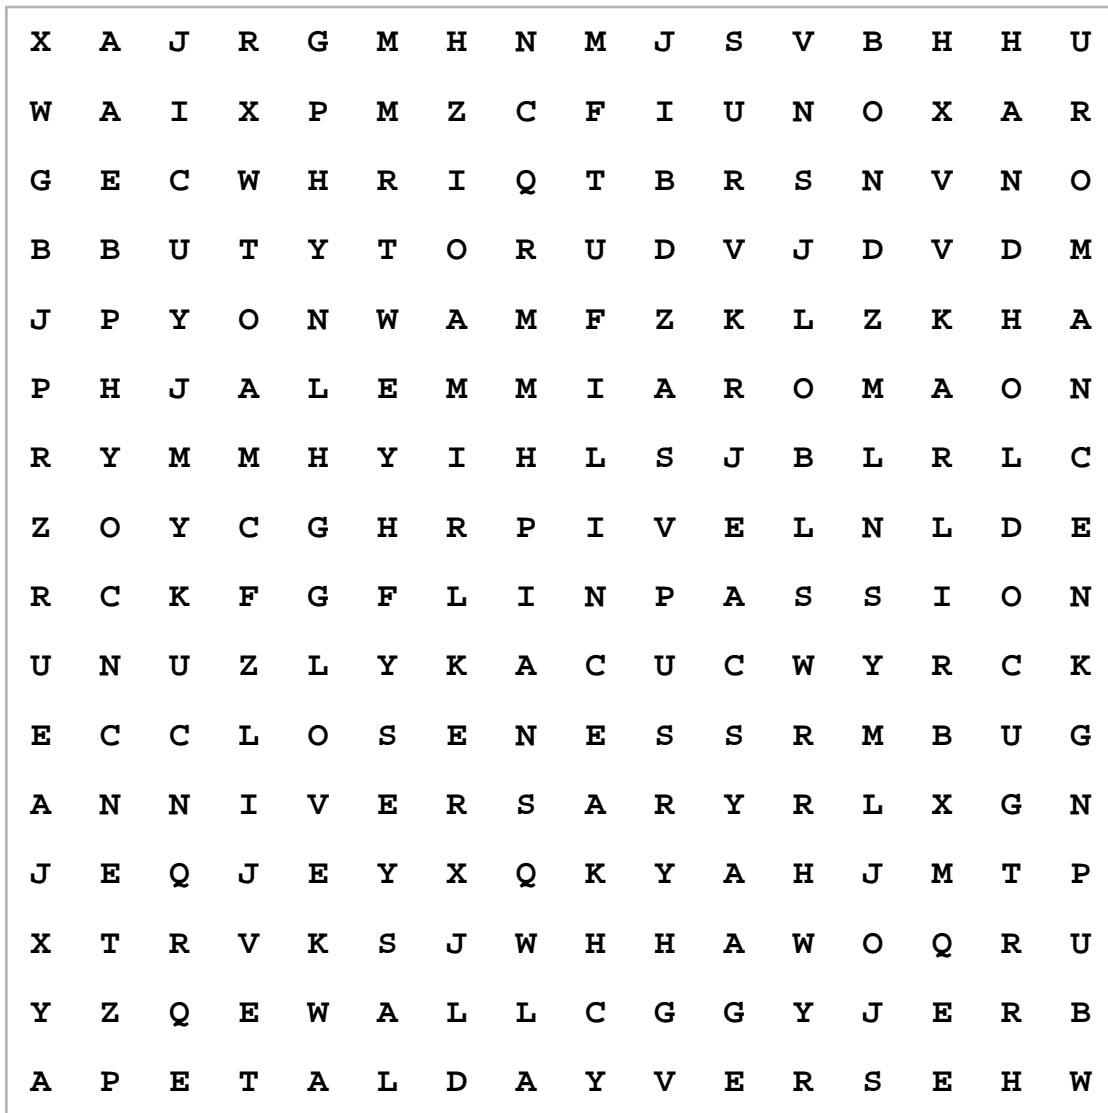 X A J R G M H N M J S V B H H U
W A I X P M Z C F I U N O X A R
G E C W H R I Q T B R S N V N O
B B U T Y T O R U D V J D V D M
J P Y O N W A M F Z K L Z K H A
P H J A L E M M I A R O M A O N
R Y M M H Y I H L S J B L R L C
Z O Y C G H R P I V E L N L D E
R C K F G F L I N P A S S I O N
U N U Z L Y K A C U C W Y R C K
E C C L O S E N E S S R M B U G
A N N I V E R S A R Y R L X G N
J E Q J E Y X Q K Y A H J M T P
X T R V K S J W H H A W O Q R U
Y Z Q E W A L L C G G Y J E R B
A P E T A L D A Y V E R S E H W